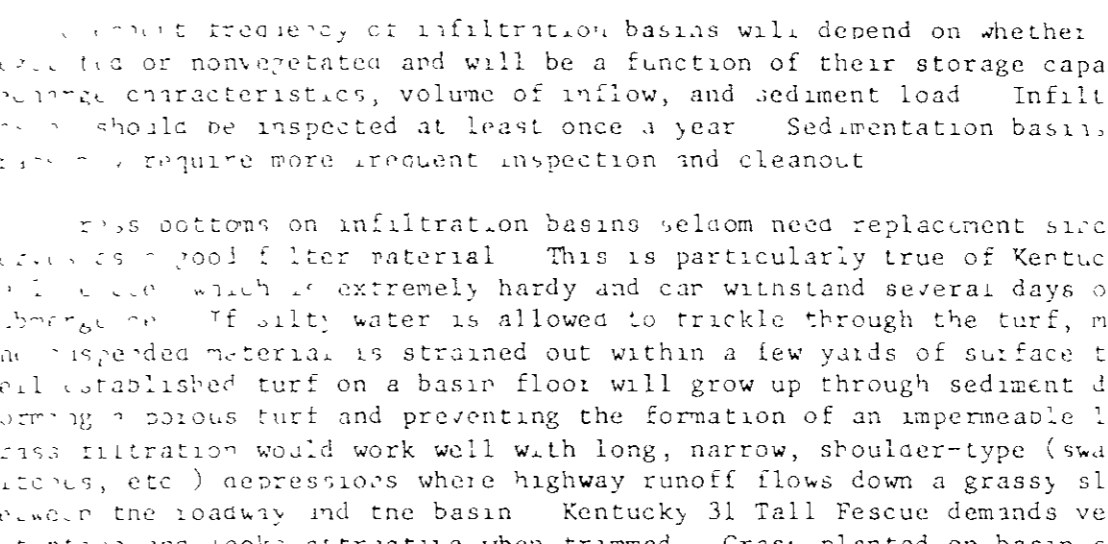 frequency of infiltration basins will depend on whether
or nonvegetated and will be a function of their storage capa
characteristics, volume of inflow, and sediment load Infilt
should be inspected at least once a year Sedimentation basins
require more frequent inspection and cleanout
bottoms on infiltration basins seldom need replacement sinc
good filter material This is particularly true of Kentuc
which is extremely hardy and can withstand several days o
If silty water is allowed to trickle through the turf, m
suspended material is strained out within a few yards of surface t
established turf on a basin floor will grow up through sediment d
orming a porous turf and preventing the formation of an impermeable l
rass filtration would work well with long, narrow, shoulder-type (swa
itches, etc ) depressions where highway runoff flows down a grassy sl
etween the roadway and the basin Kentucky 31 Tall Fescue demands ve
looks attractive when trimmed Grass planted on basin